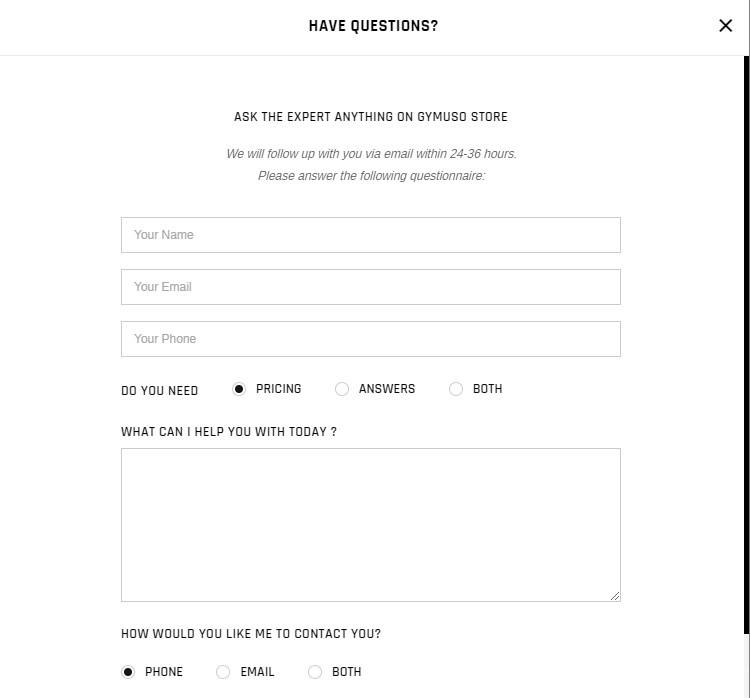 HAVE QUESTIONS?
ASK THE EXPERT ANYTHING ON GYMUSO STORE
We will follow up with you via email within 24-36 hours.
Please answer the following questionnaire:
Your Name
Your Email
Your Phone
DO YOU NEED PRICING ANSWERS BOTH
WHAT CAN I HELP YOU WITH TODAY ?
HOW WOULD YOU LIKE ME TO CONTACT YOU?
PHONE EMAIL BOTH